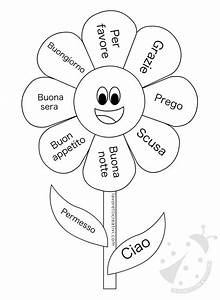 Per
favore
Grazie
Prego
Scusa
Buona
notte
Buon
appetito
Buona
sera
Buongiorno
Permesso
Ciao